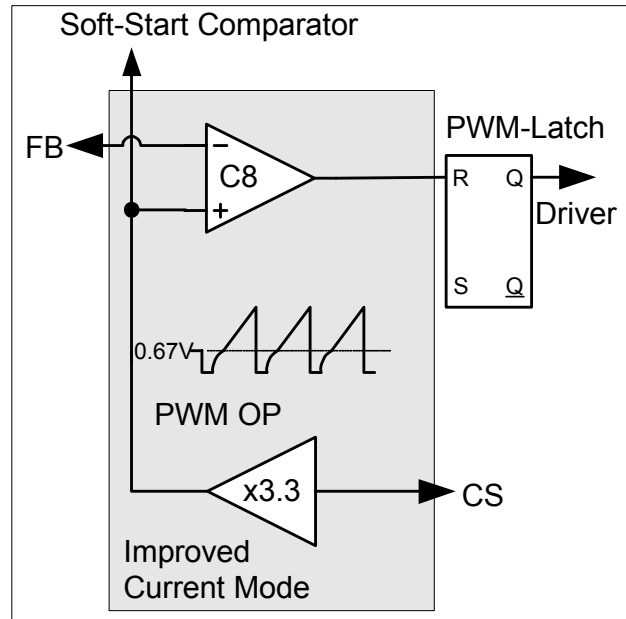 Soft-Start Comparator
FB
C8
PWM-Latch
R Q
Driver
S Q
0.67V
PWM OP
x3.3
CS
Improved
Current Mode